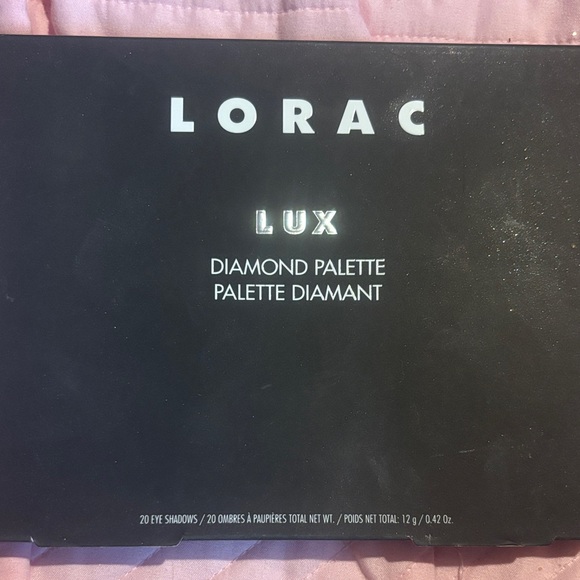 LORAC
LUX
DIAMOND PALETTE
PALETTE DIAMANT
20 EYE SHADOWS / 20 OMBRES À PAUPIÈRES TOTAL NET WT. / POIDS NET TOTAL: 12 g / 0.42 Oz.